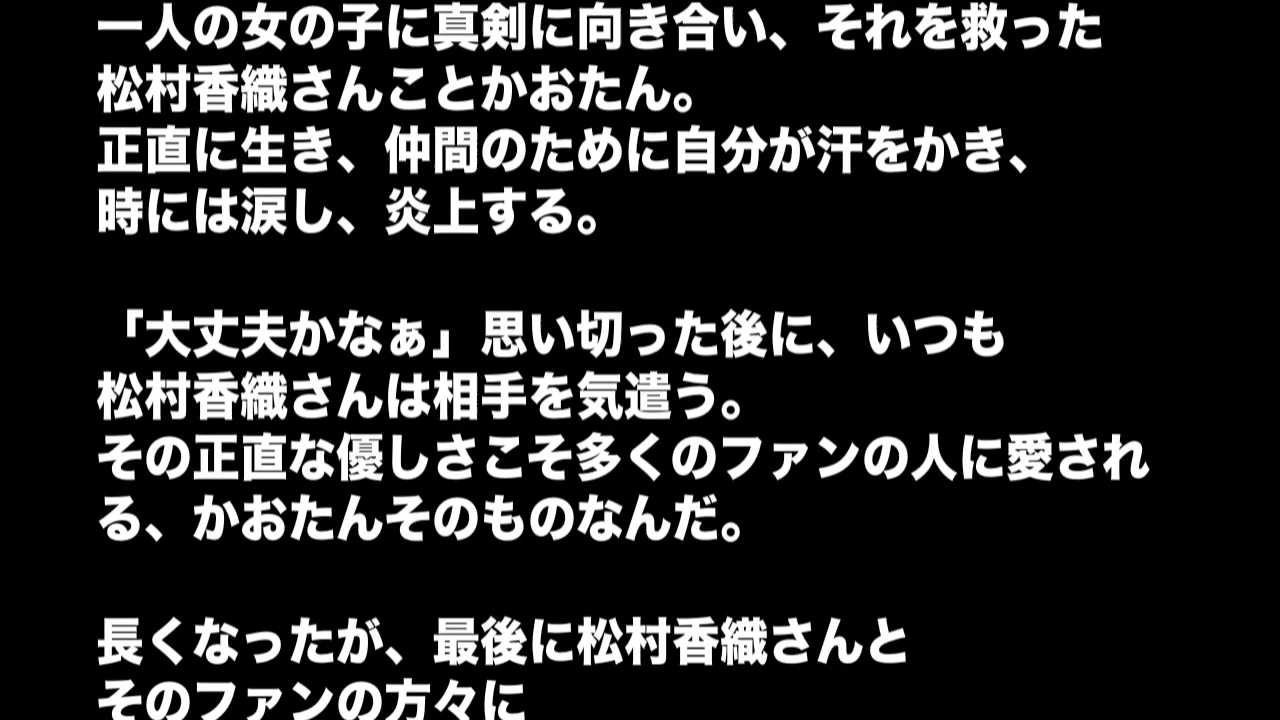 一人の女の子に真剣に向き合い、それを救った
松村香織さんことかおたん。
正直に生き、仲間のために自分が汗をかき、
時には涙し、炎上する。
「大丈夫かなぁ」思い切った後に、いつも
松村香織さんは相手を気遣う。
その正直な優しさこそ多くのファンの人に愛され
る、かおたんそのものなんだ。
長くなったが、最後に松村香織さんと
そのファンの方々に